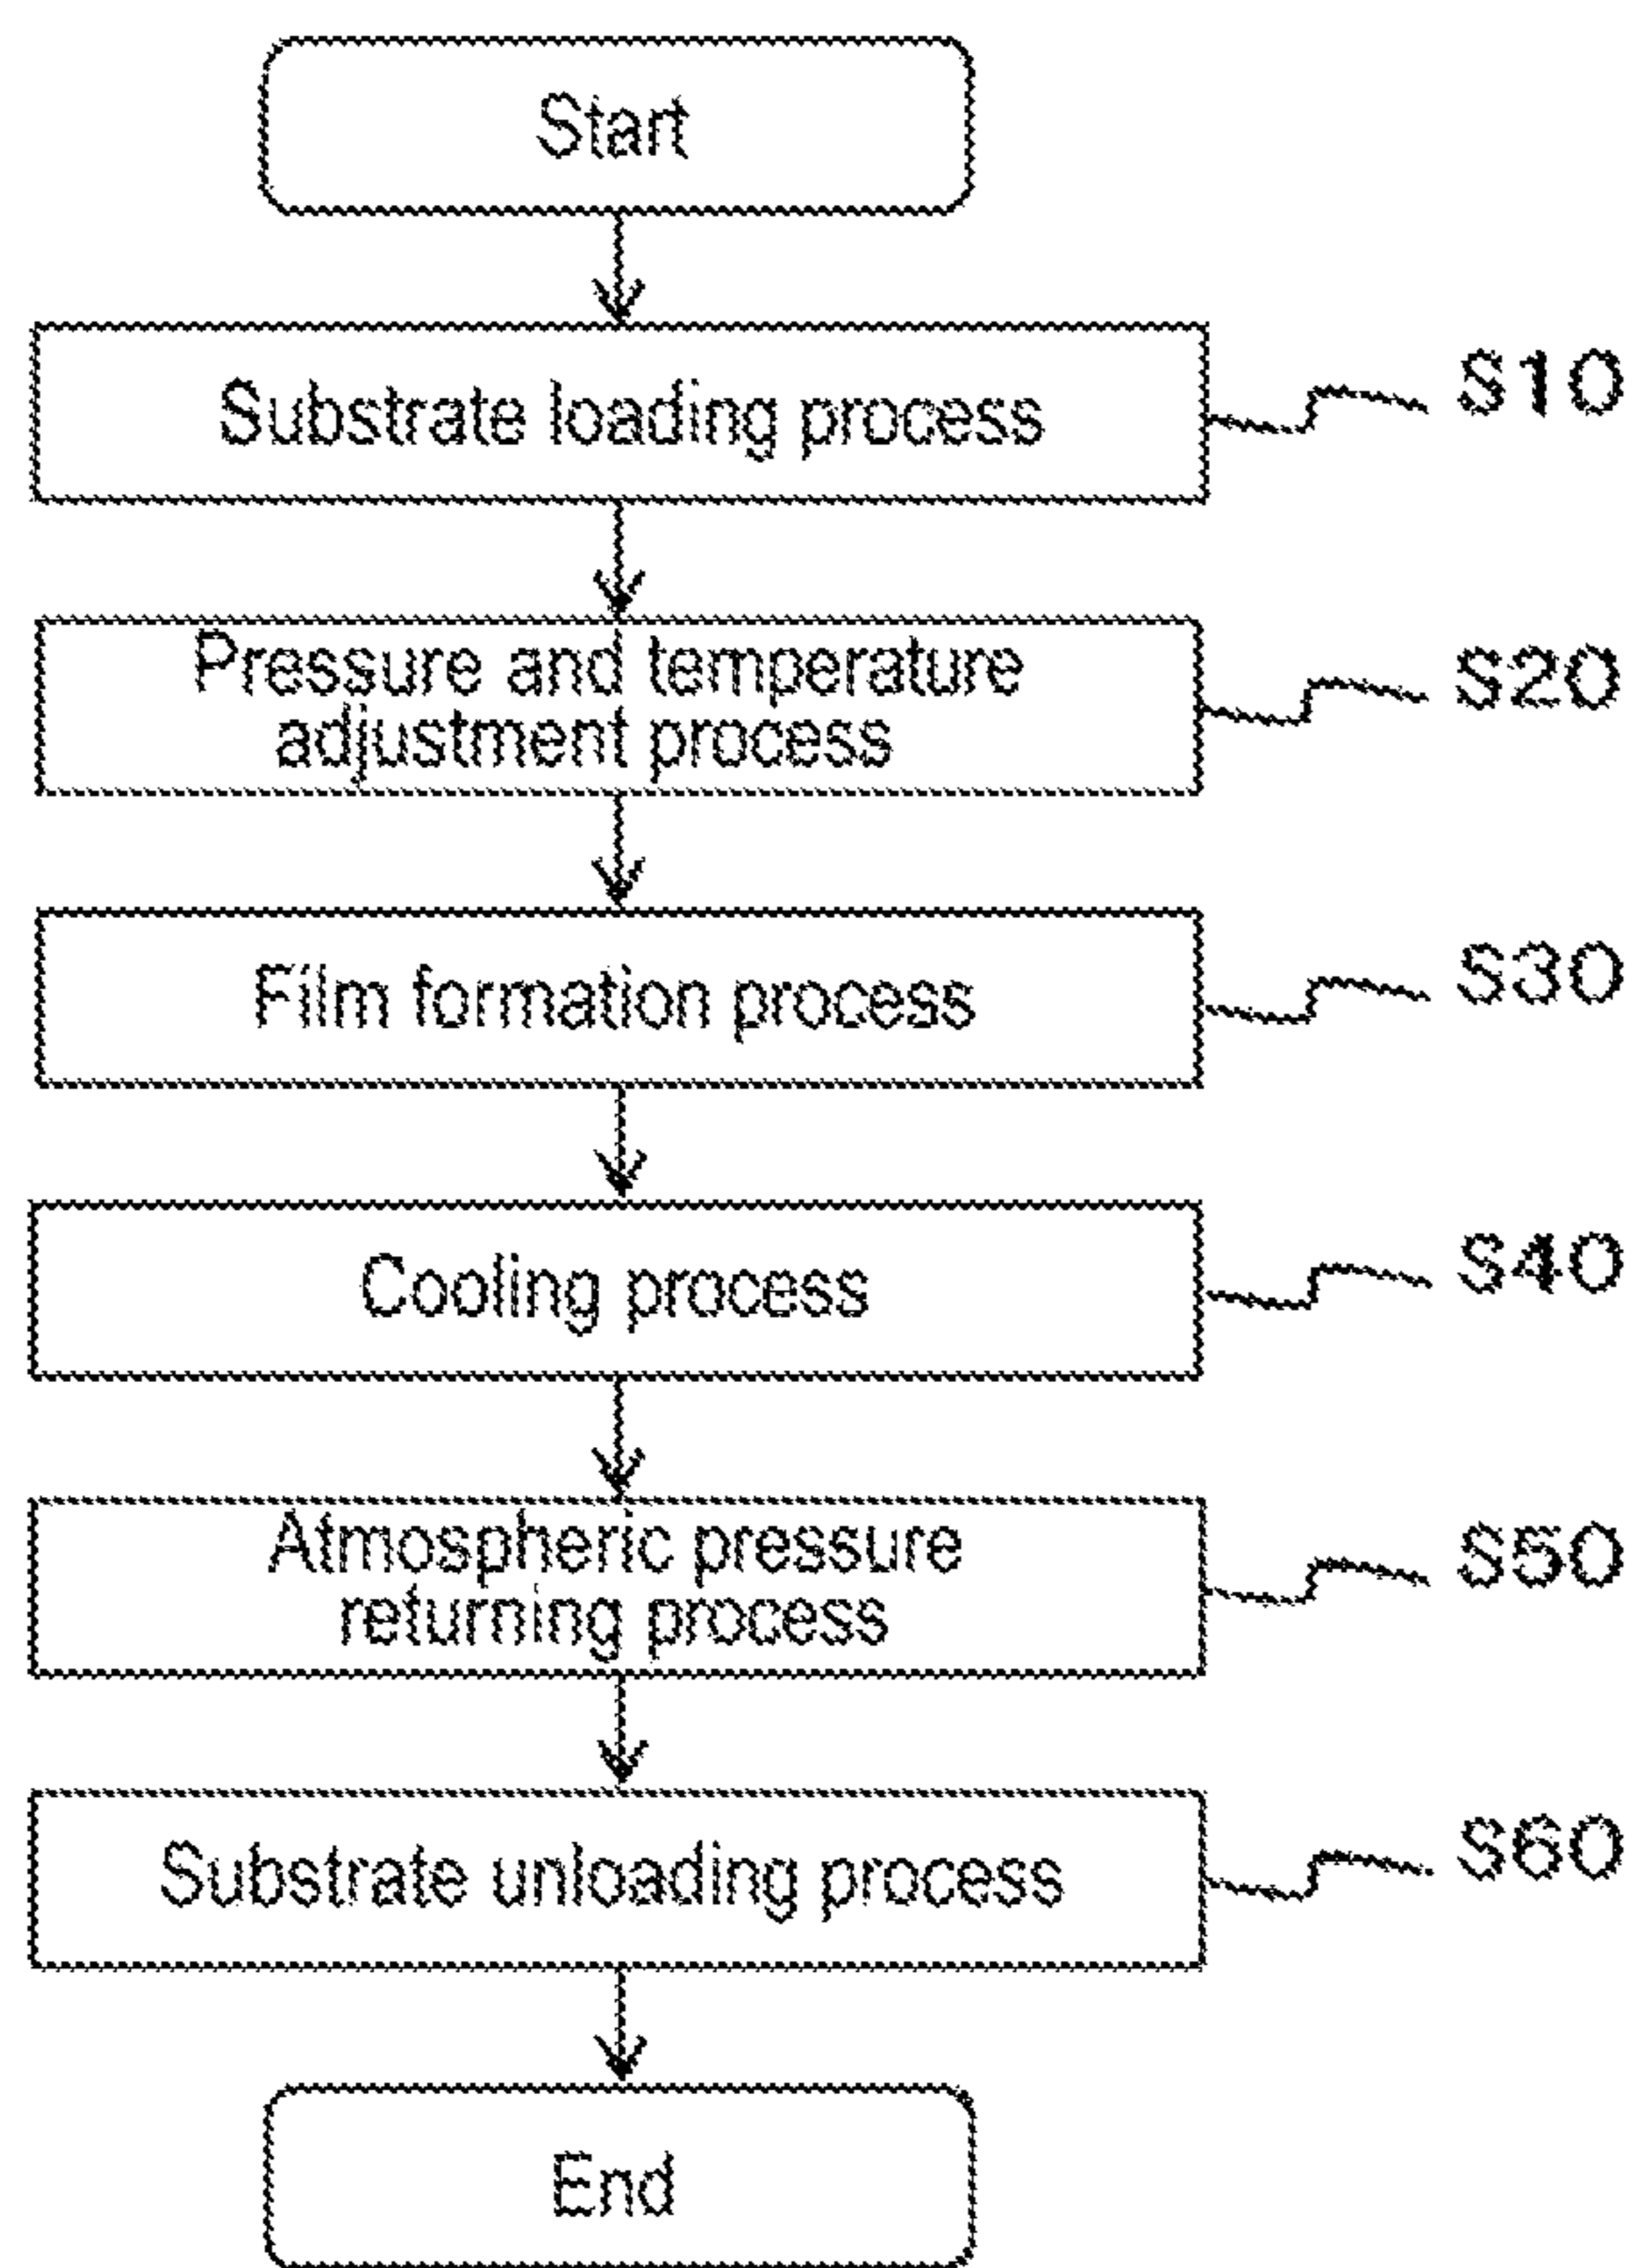 Start
Substrate loading process
S10
Pressure and temperature
adjustment process
S20
Film formation process
S30
Cooling process
S40
Atmospheric pressure
returning process
S50
Substrate unloading process
S60
End